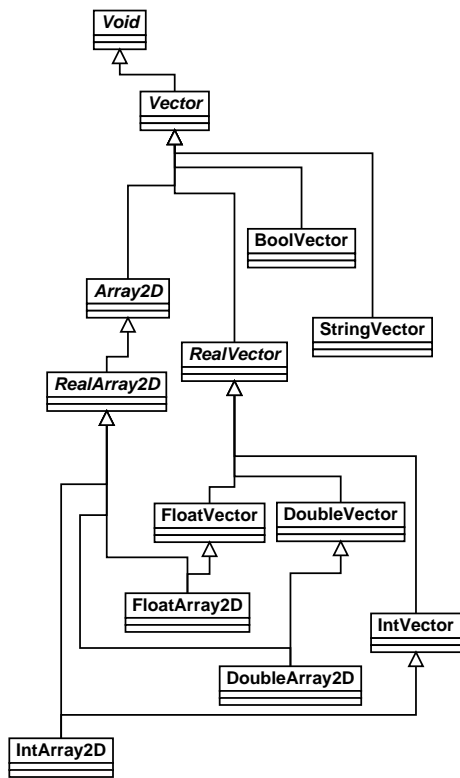 Void
Vector
BoolVector
Array2D
StringVector
RealVector
RealArray2D
FloatVector
DoubleVector
FloatArray2D
IntVector
DoubleArray2D
IntArray2D